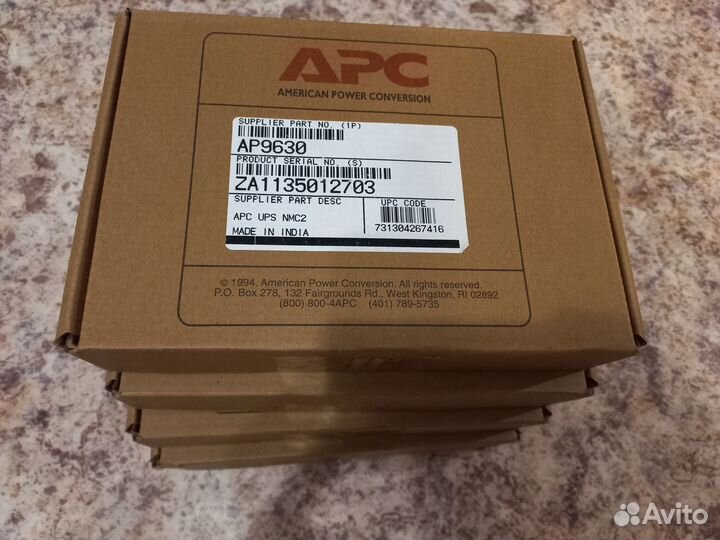 APC
AMERICAN POWER CONVERSION
SUPPLIER PART NO. (1P)
AP9630
PRODUCT SERIAL NO. (S)
ZA1135012703
SUPPLIER PART DESC
UPC CODE
APC UPS NMC2
731304267416
MADE IN INDIA
© 1994, American Power Conversion. All rights reserved.
P.O. Box 278, 132 Fairgrounds Rd., West Kingston, RI 02892
(800) 800-4APC (401) 789-5735
Avito